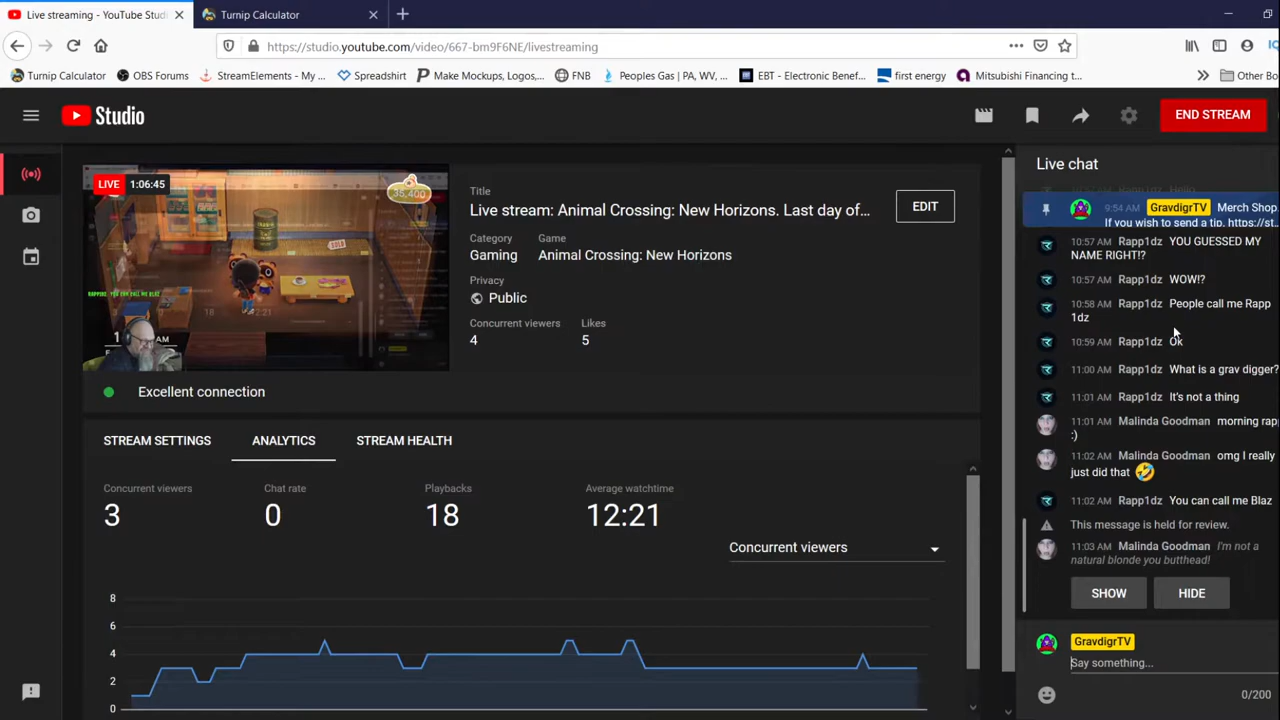 Live streaming - YouTube Studi
Turnip Calculator
https://studio.youtube.com/video/667-bm9F6NE/livestreaming
Turnip Calculator
OBS Forums
StreamElements - My ...
Spreadshirt
Make Mockups, Logos,...
FNB
Peoples Gas | PA, WV, ...
EBT - Electronic Benef...
first energy
Mitsubishi Financing t...
Other Bo
Studio
END STREAM
LIVE 1:06:45
35,400
SOLD
Title
Live stream: Animal Crossing: New Horizons. Last day of...
EDIT
Category
Game
Gaming
Animal Crossing: New Horizons
Privacy
Public
Concurrent viewers
Likes
4
5
Excellent connection
STREAM SETTINGS
ANALYTICS
STREAM HEALTH
Concurrent viewers
Chat rate
Playbacks
Average watchtime
3
0
18
12:21
Concurrent viewers
8
6
4
2
0
Live chat
9:54 AM GravdigrTV Merch Shop.
If you wish to send a tip. https://st.
10:57 AM Rapp1dz YOU GUESSED MY
NAME RIGHT!?
10:57 AM Rapp1dz WOW!?
10:58 AM Rapp1dz People call me Rapp
1dz
10:59 AM Rapp1dz Ok
11:00 AM Rapp1dz What is a grav digger?
11:01 AM Rapp1dz It's not a thing
11:01 AM Malinda Goodman morning rap
:)
11:02 AM Malinda Goodman omg I really
just did that
11:02 AM Rapp1dz You can call me Blaz
This message is held for review.
11:03 AM Malinda Goodman I'm not a
natural blonde you butthead!
SHOW
HIDE
GravdigrTV
Say something...
0/200